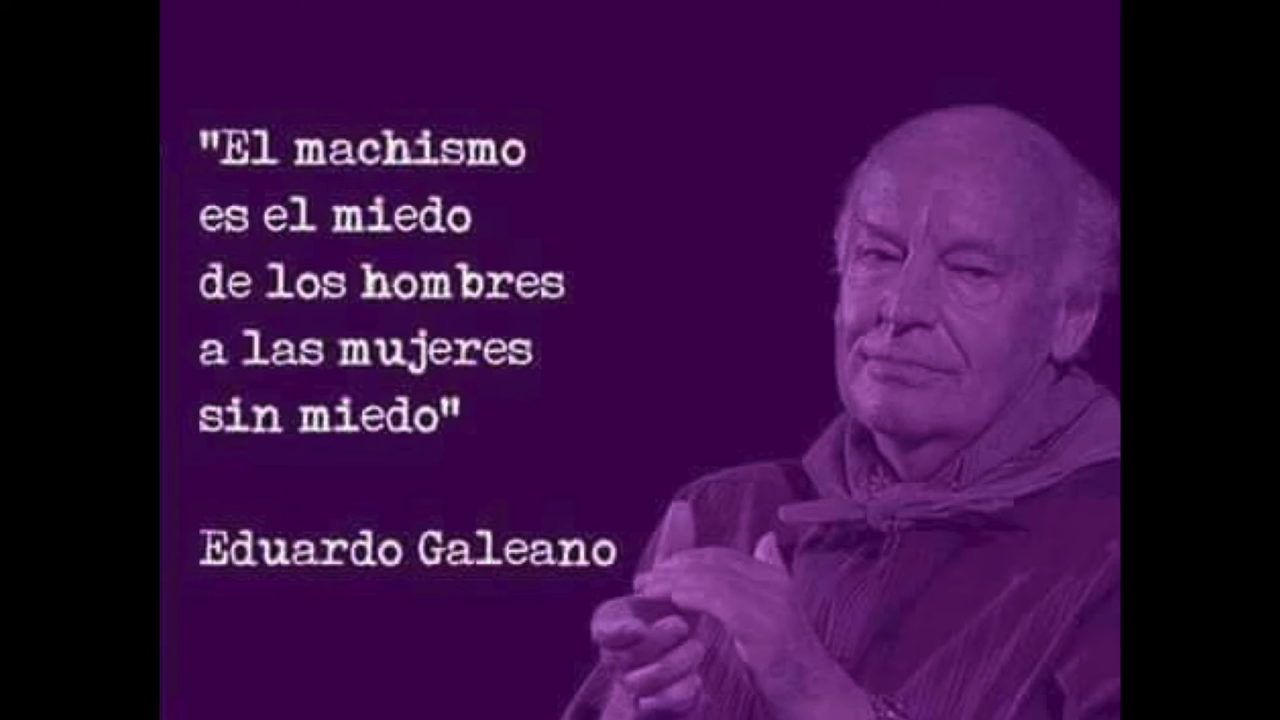 "El machismo
es el miedo
de los hombres
a las mujeres
sin miedo"
Eduardo Galeano